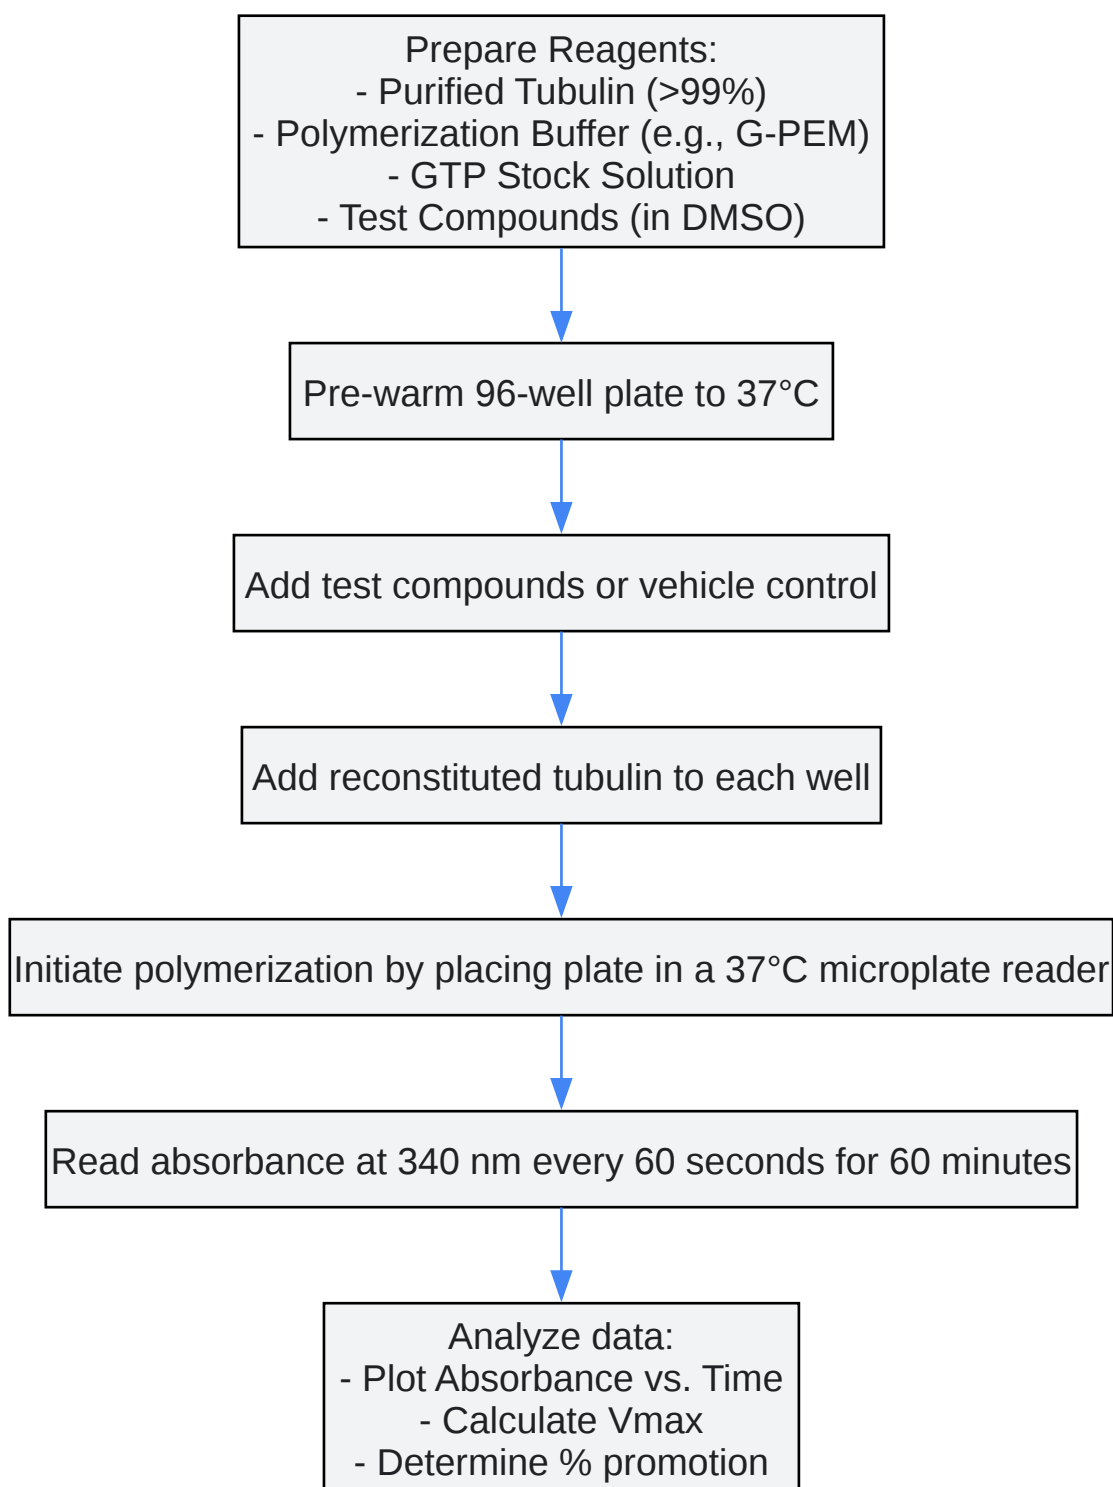 Prepare Reagents:
- Purified Tubulin (>99%)
- Polymerization Buffer (e.g., G-PEM)
- GTP Stock Solution
- Test Compounds (in DMSO)
Pre-warm 96-well plate to 37°C
Add test compounds or vehicle control
Add reconstituted tubulin to each well
Initiate polymerization by placing plate in a 37°C microplate reader
Read absorbance at 340 nm every 60 seconds for 60 minutes
Analyze data:
- Plot Absorbance vs. Time
- Calculate Vmax
- Determine % promotion